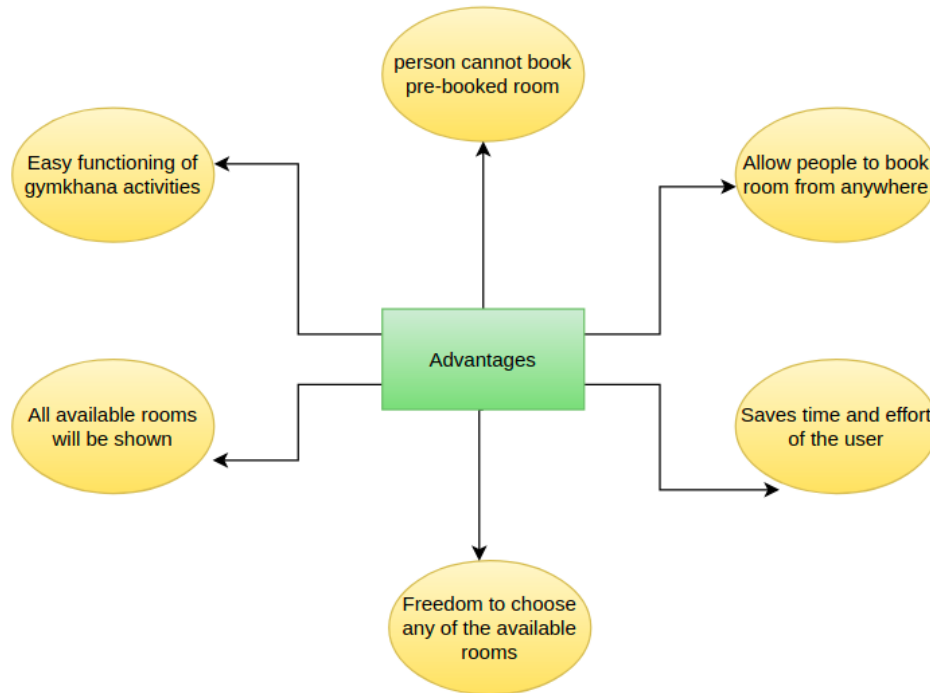 person cannot book
pre-booked room
Easy functioning of
gymkhana activities
Allow people to book
room from anywhere
Advantages
All available rooms
will be shown
Saves time and effort
of the user
Freedom to choose
any of the available
rooms